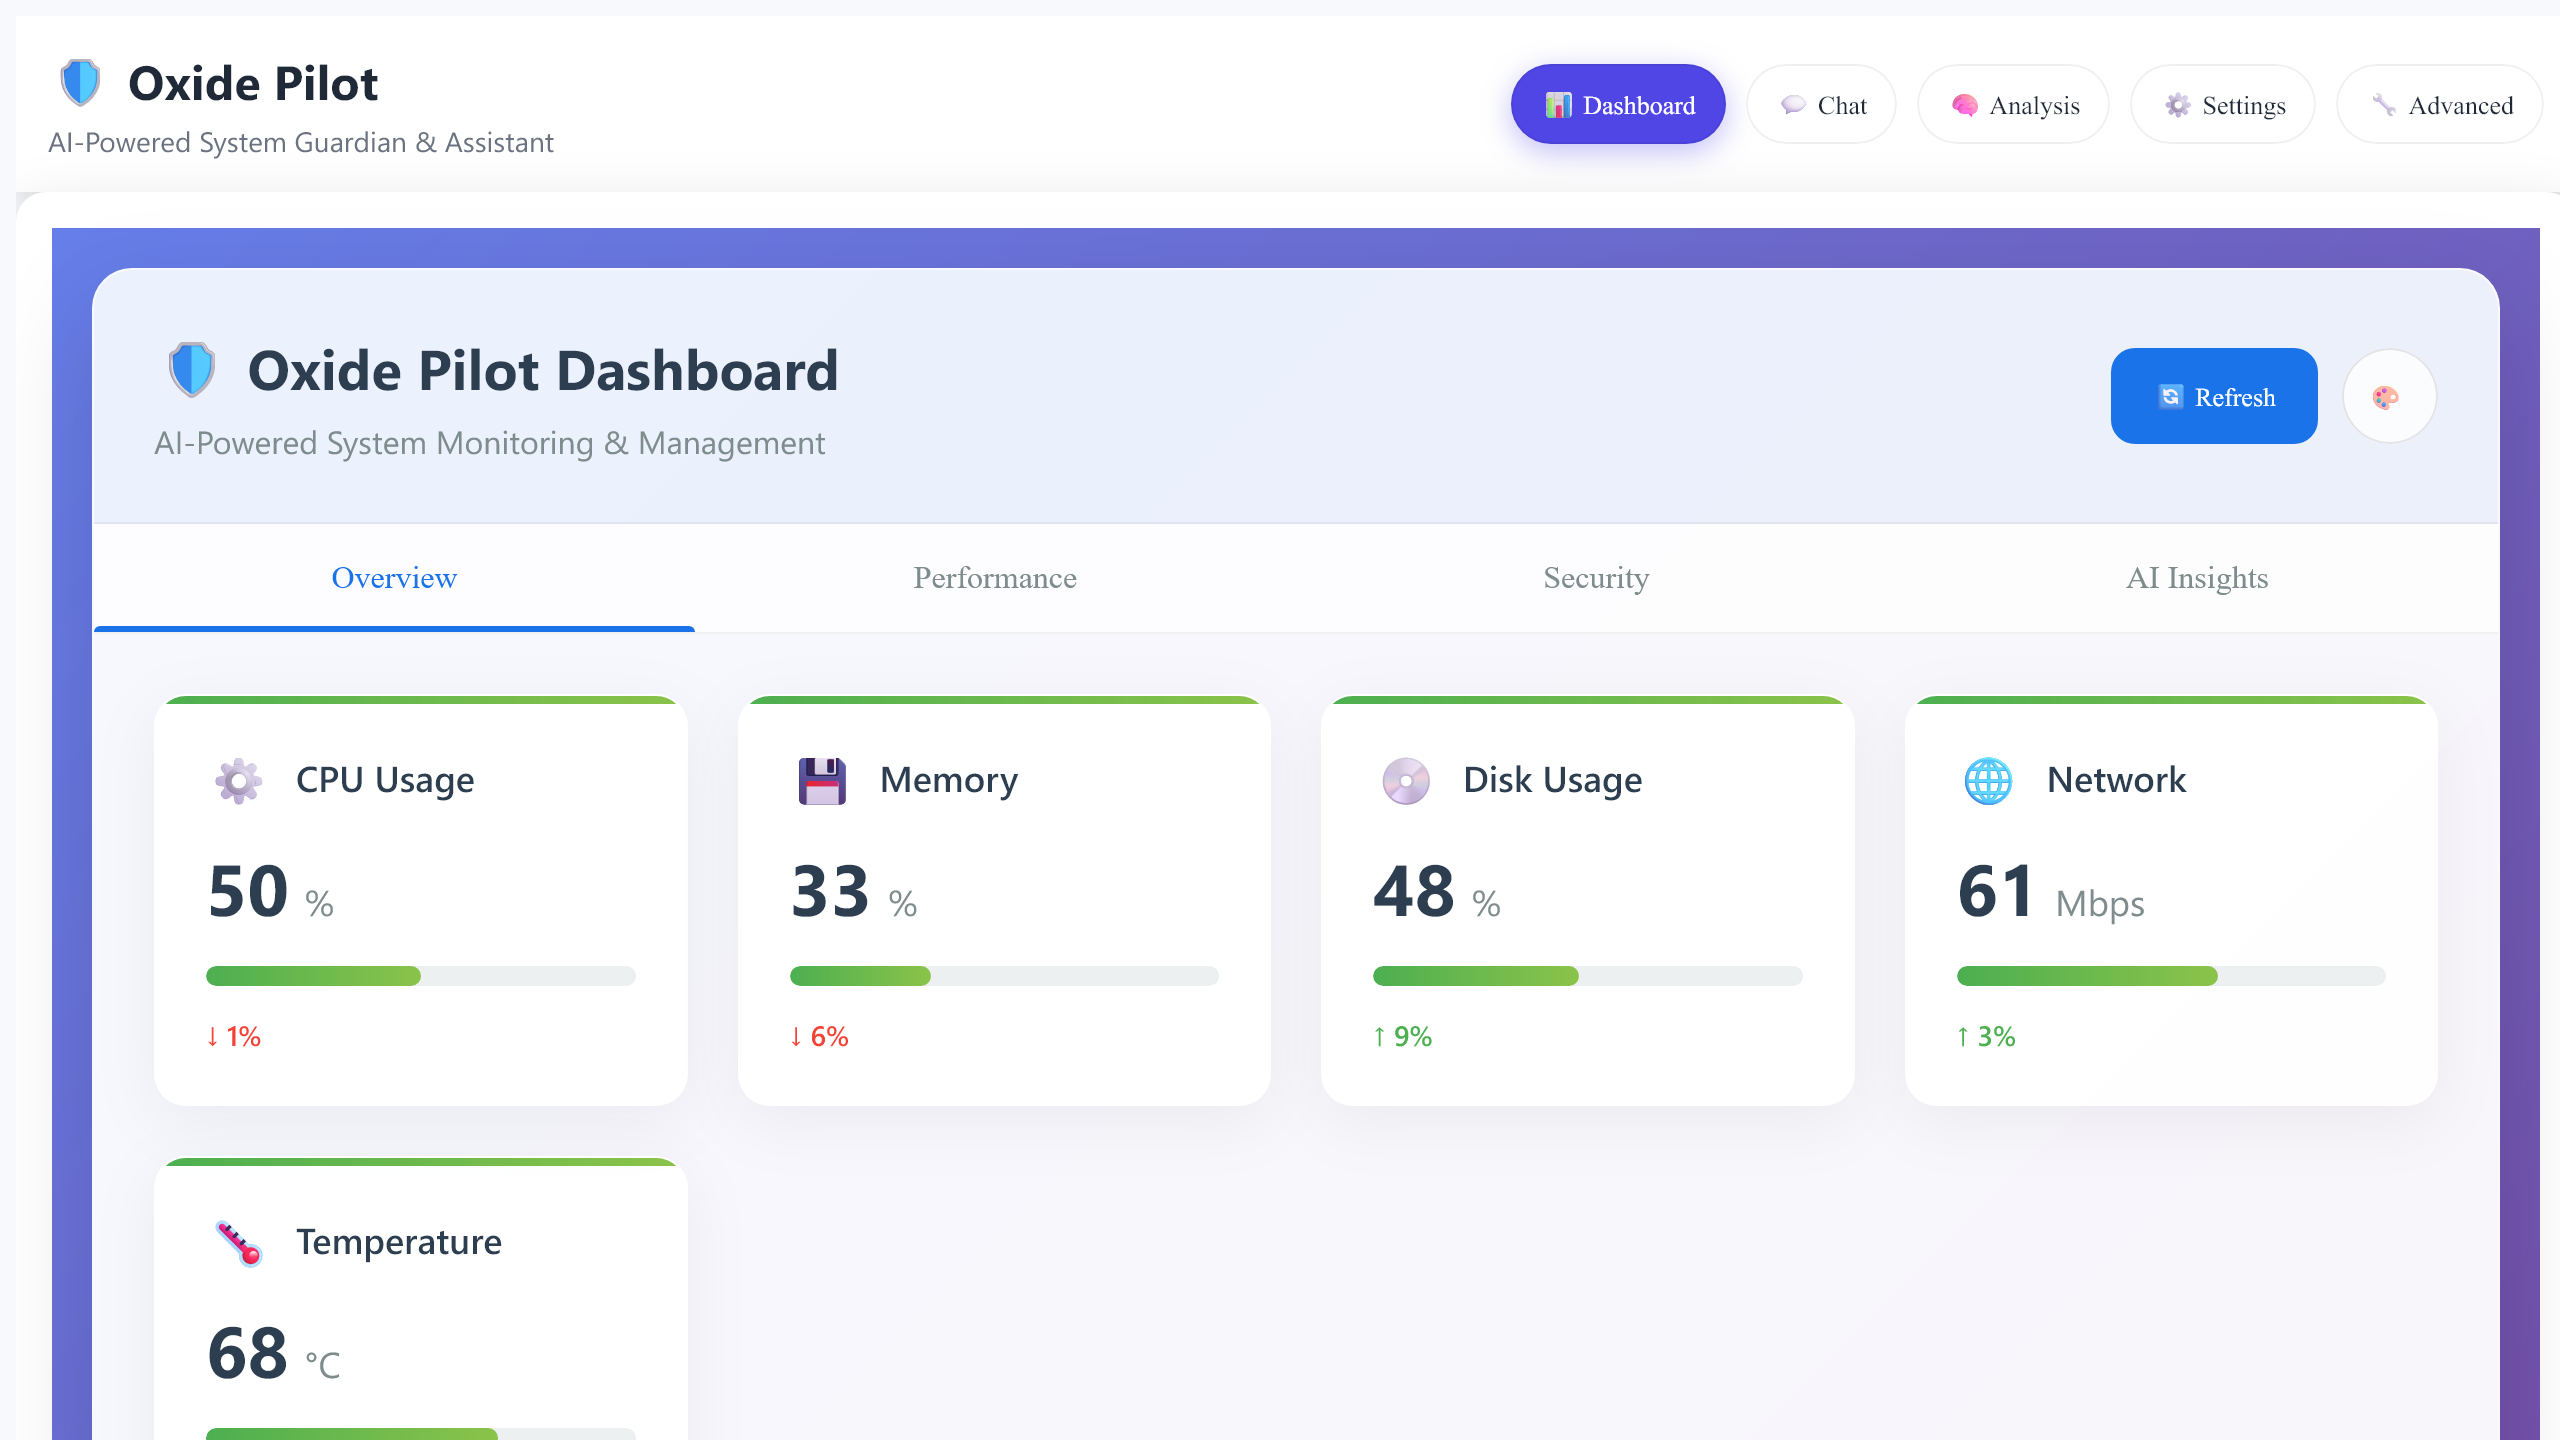 Oxide Pilot
AI-Powered System Guardian & Assistant
Dashboard
Chat
Analysis
Settings
Advanced
Oxide Pilot Dashboard
AI-Powered System Monitoring & Management
Refresh
Overview
Performance
Security
AI Insights
CPU Usage
50 %
↓ 1%
Memory
33 %
↓ 6%
Disk Usage
48 %
↑ 9%
Network
61 Mbps
↑ 3%
Temperature
68 °C